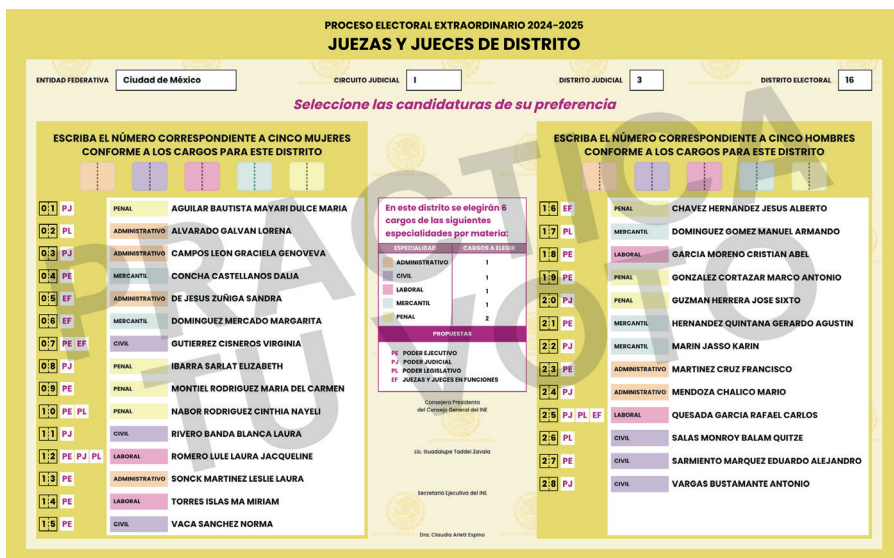 PROCESO ELECTORAL EXTRAORDINARIO 2024-2025
JUEZAS Y JUECES DE DISTRITO
ENTIDAD FEDERATIVA Ciudad de México CIRCUITO JUDICIAL I DISTRITO JUDICIAL 3 DISTRITO ELECTORAL 16
Seleccione las candidaturas de su preferencia
ESCRIBA EL NÚMERO CORRESPONDIENTE A CINCO MUJERES
CONFORME A LOS CARGOS PARA ESTE DISTRITO
01 PJ PENAL AGUILAR BAUTISTA MAYARI DULCE MARIA
02 PL ADMINISTRATIVO ALVARADO GALVAN LORENA
03 PJ ADMINISTRATIVO CAMPOS LEON GRACIELA GENOVEVA
04 PE MERCANTIL CONCHA CASTELLANOS DALIA
05 EF ADMINISTRATIVO DE JESUS ZUÑIGA SANDRA
06 EF MERCANTIL DOMINGUEZ MERCADO MARGARITA
07 PE EF CIVIL GUTIERREZ CISNEROS VIRGINIA
08 PJ PENAL IBARRA SARLAT ELIZABETH
09 PE PENAL MONTIEL RODRIGUEZ MARIA DEL CARMEN
10 PE PL PENAL NABOR RODRIGUEZ CINTHIA NAYELI
11 PJ CIVIL RIVERO BANDA BLANCA LAURA
12 PE PJ PL LABORAL ROMERO LULE LAURA JACQUELINE
13 PE ADMINISTRATIVO SONCK MARTINEZ LESLIE LAURA
14 PE LABORAL TORRES ISLAS MA MIRIAM
15 PE CIVIL VACA SANCHEZ NORMA
En este distrito se elegirán 6
cargos de las siguientes
especialidades por materia:
ESPECIALIDAD CARGOS A ELEGIR
ADMINISTRATIVO 1
CIVIL 1
LABORAL 1
MERCANTIL 1
PENAL 2
PROPUESTAS
PE PODER EJECUTIVO
PJ PODER JUDICIAL
PL PODER LEGISLATIVO
EF JUEZAS Y JUECES EN FUNCIONES
Consejera Presidenta
del Consejo General del INE
Lic. Guadalupe Taddei Zavala
Secretaria Ejecutiva del INE
Dra. Claudia Arlett Espino
ESCRIBA EL NÚMERO CORRESPONDIENTE A CINCO HOMBRES
CONFORME A LOS CARGOS PARA ESTE DISTRITO
16 EF PENAL CHAVEZ HERNANDEZ JESUS ALBERTO
17 PL MERCANTIL DOMINGUEZ GOMEZ MANUEL ARMANDO
18 PE LABORAL GARCIA MORENO CRISTIAN ABEL
19 PE PENAL GONZALEZ CORTAZAR MARCO ANTONIO
20 PJ PENAL GUZMAN HERRERA JOSE SIXTO
21 PE MERCANTIL HERNANDEZ QUINTANA GERARDO AGUSTIN
22 PJ MERCANTIL MARIN JASSO KARIN
23 PE ADMINISTRATIVO MARTINEZ CRUZ FRANCISCO
24 PJ ADMINISTRATIVO MENDOZA CHALICO MARIO
25 PJ PL EF LABORAL QUESADA GARCIA RAFAEL CARLOS
26 PL CIVIL SALAS MONROY BALAM QUITZE
27 PE CIVIL SARMIENTO MARQUEZ EDUARDO ALEJANDRO
28 PJ CIVIL VARGAS BUSTAMANTE ANTONIO
PRACTICA
TU VOTO